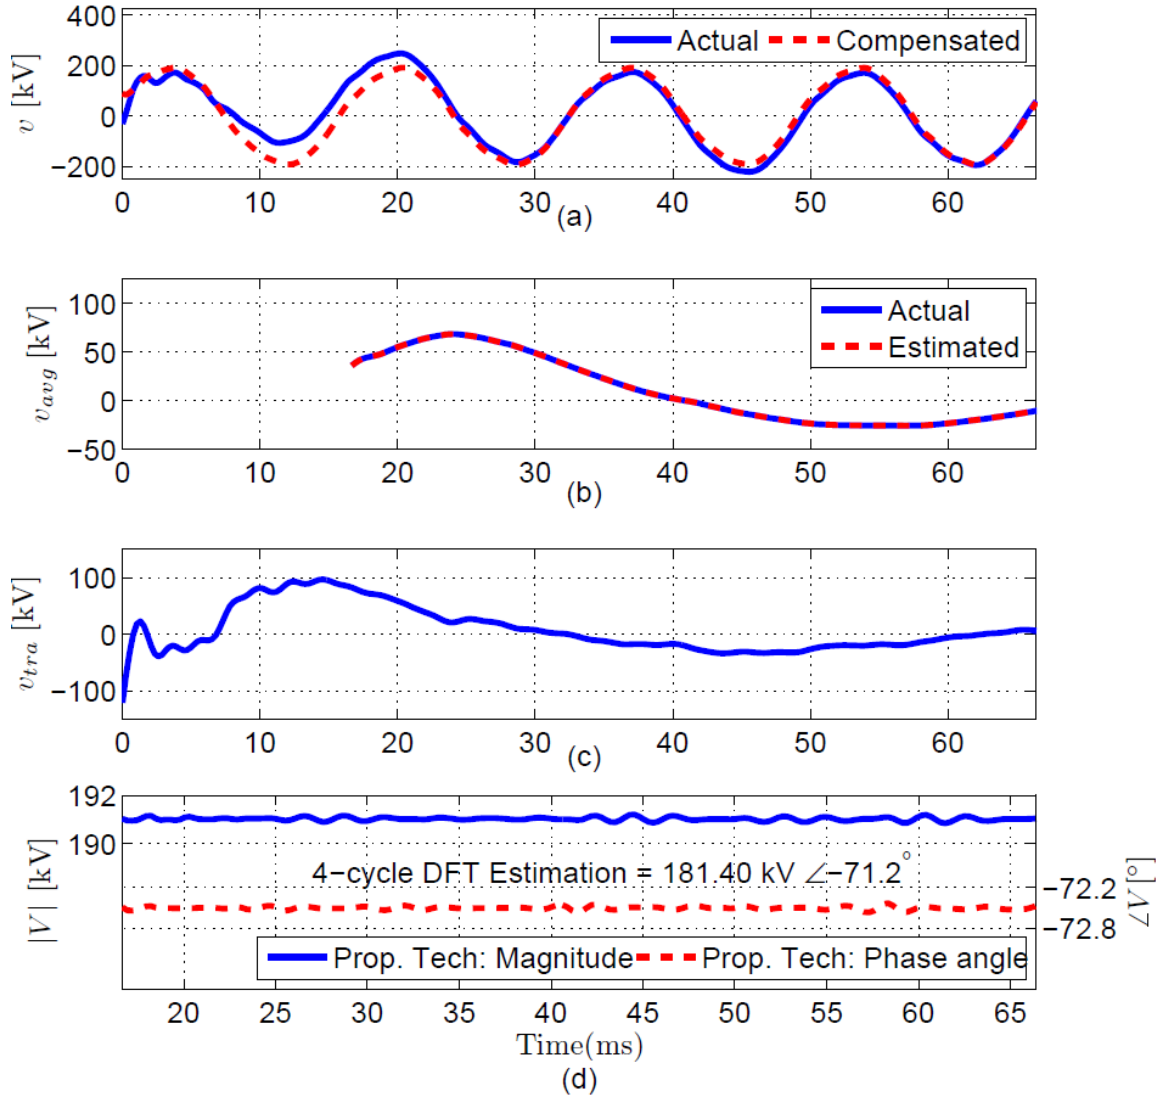 400
200
0
−200
v [kV]
Actual Compensated
0 10 20 30 40 50 60
(a)
100
50
0
−50
v_avg [kV]
Actual
Estimated
0 10 20 30 40 50 60
(b)
100
0
−100
v_tra [kV]
0 10 20 30 40 50 60
(c)
192
190
|V| [kV]
4−cycle DFT Estimation = 181.40 kV ∠−71.2°
−72.2
−72.8
∠V [°]
Prop. Tech: Magnitude Prop. Tech: Phase angle
20 25 30 35 40 45 50 55 60 65
Time(ms)
(d)